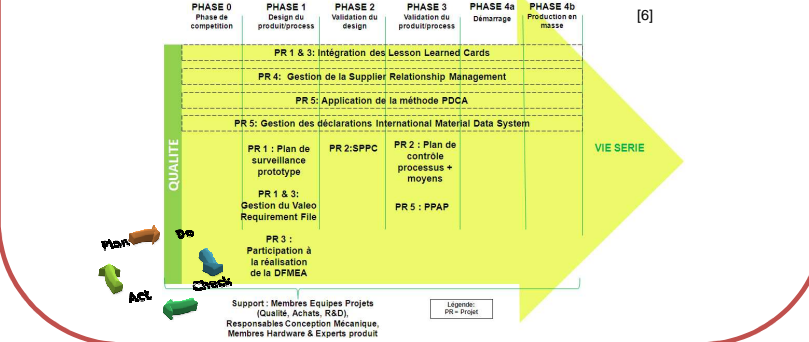 PHASE 0
Phase de
competition
PHASE 1
Design du
produit/process
PHASE 2
Validation du
design
PHASE 3
Validation du
produit/process
PHASE 4a
Démarrage
PHASE 4b
Production en
masse
[6]
PR 1 & 3: Intégration des Lesson Learned Cards
PR 4: Gestion de la Supplier Relationship Management
PR 5: Application de la méthode PDCA
PR 5: Gestion des déclarations International Material Data System
QUALITE
PR 1 : Plan de
surveillance
prototype
PR 2:SPPC
PR 2 : Plan de
contrôle
processus +
moyens
VIE SERIE
PR 1 & 3:
Gestion du Valeo
Requirement File
PR 5 : PPAP
PR 3 :
Participation à
la réalisation
de la DFMEA
Plan
Do
Check
Act
Support : Membres Equipes Projets
(Qualité, Achats, R&D),
Responsables Conception Mécanique,
Membres Hardware & Experts produit
Légende:
PR = Projet